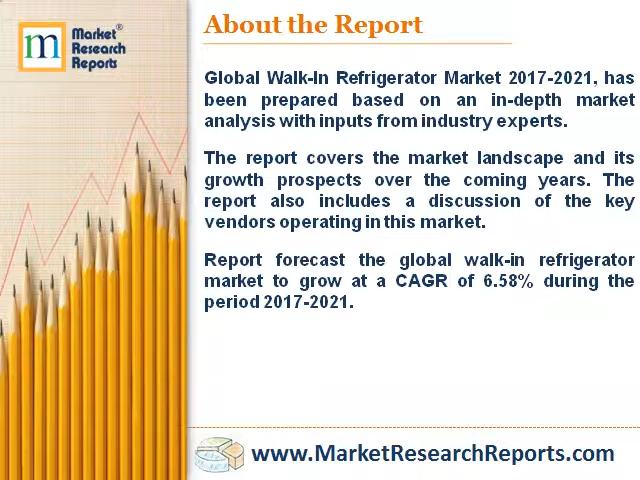 m
Market®
Research
Reports
About the Report
Global Walk-In Refrigerator Market 2017-2021, has
been prepared based on an in-depth market
analysis with inputs from industry experts.
The report covers the market landscape and its
growth prospects over the coming years. The
report also includes a discussion of the key
vendors operating in this market.
Report forecast the global walk-in refrigerator
market to grow at a CAGR of 6.58% during the
period 2017-2021.
www.MarketResearchReports.com